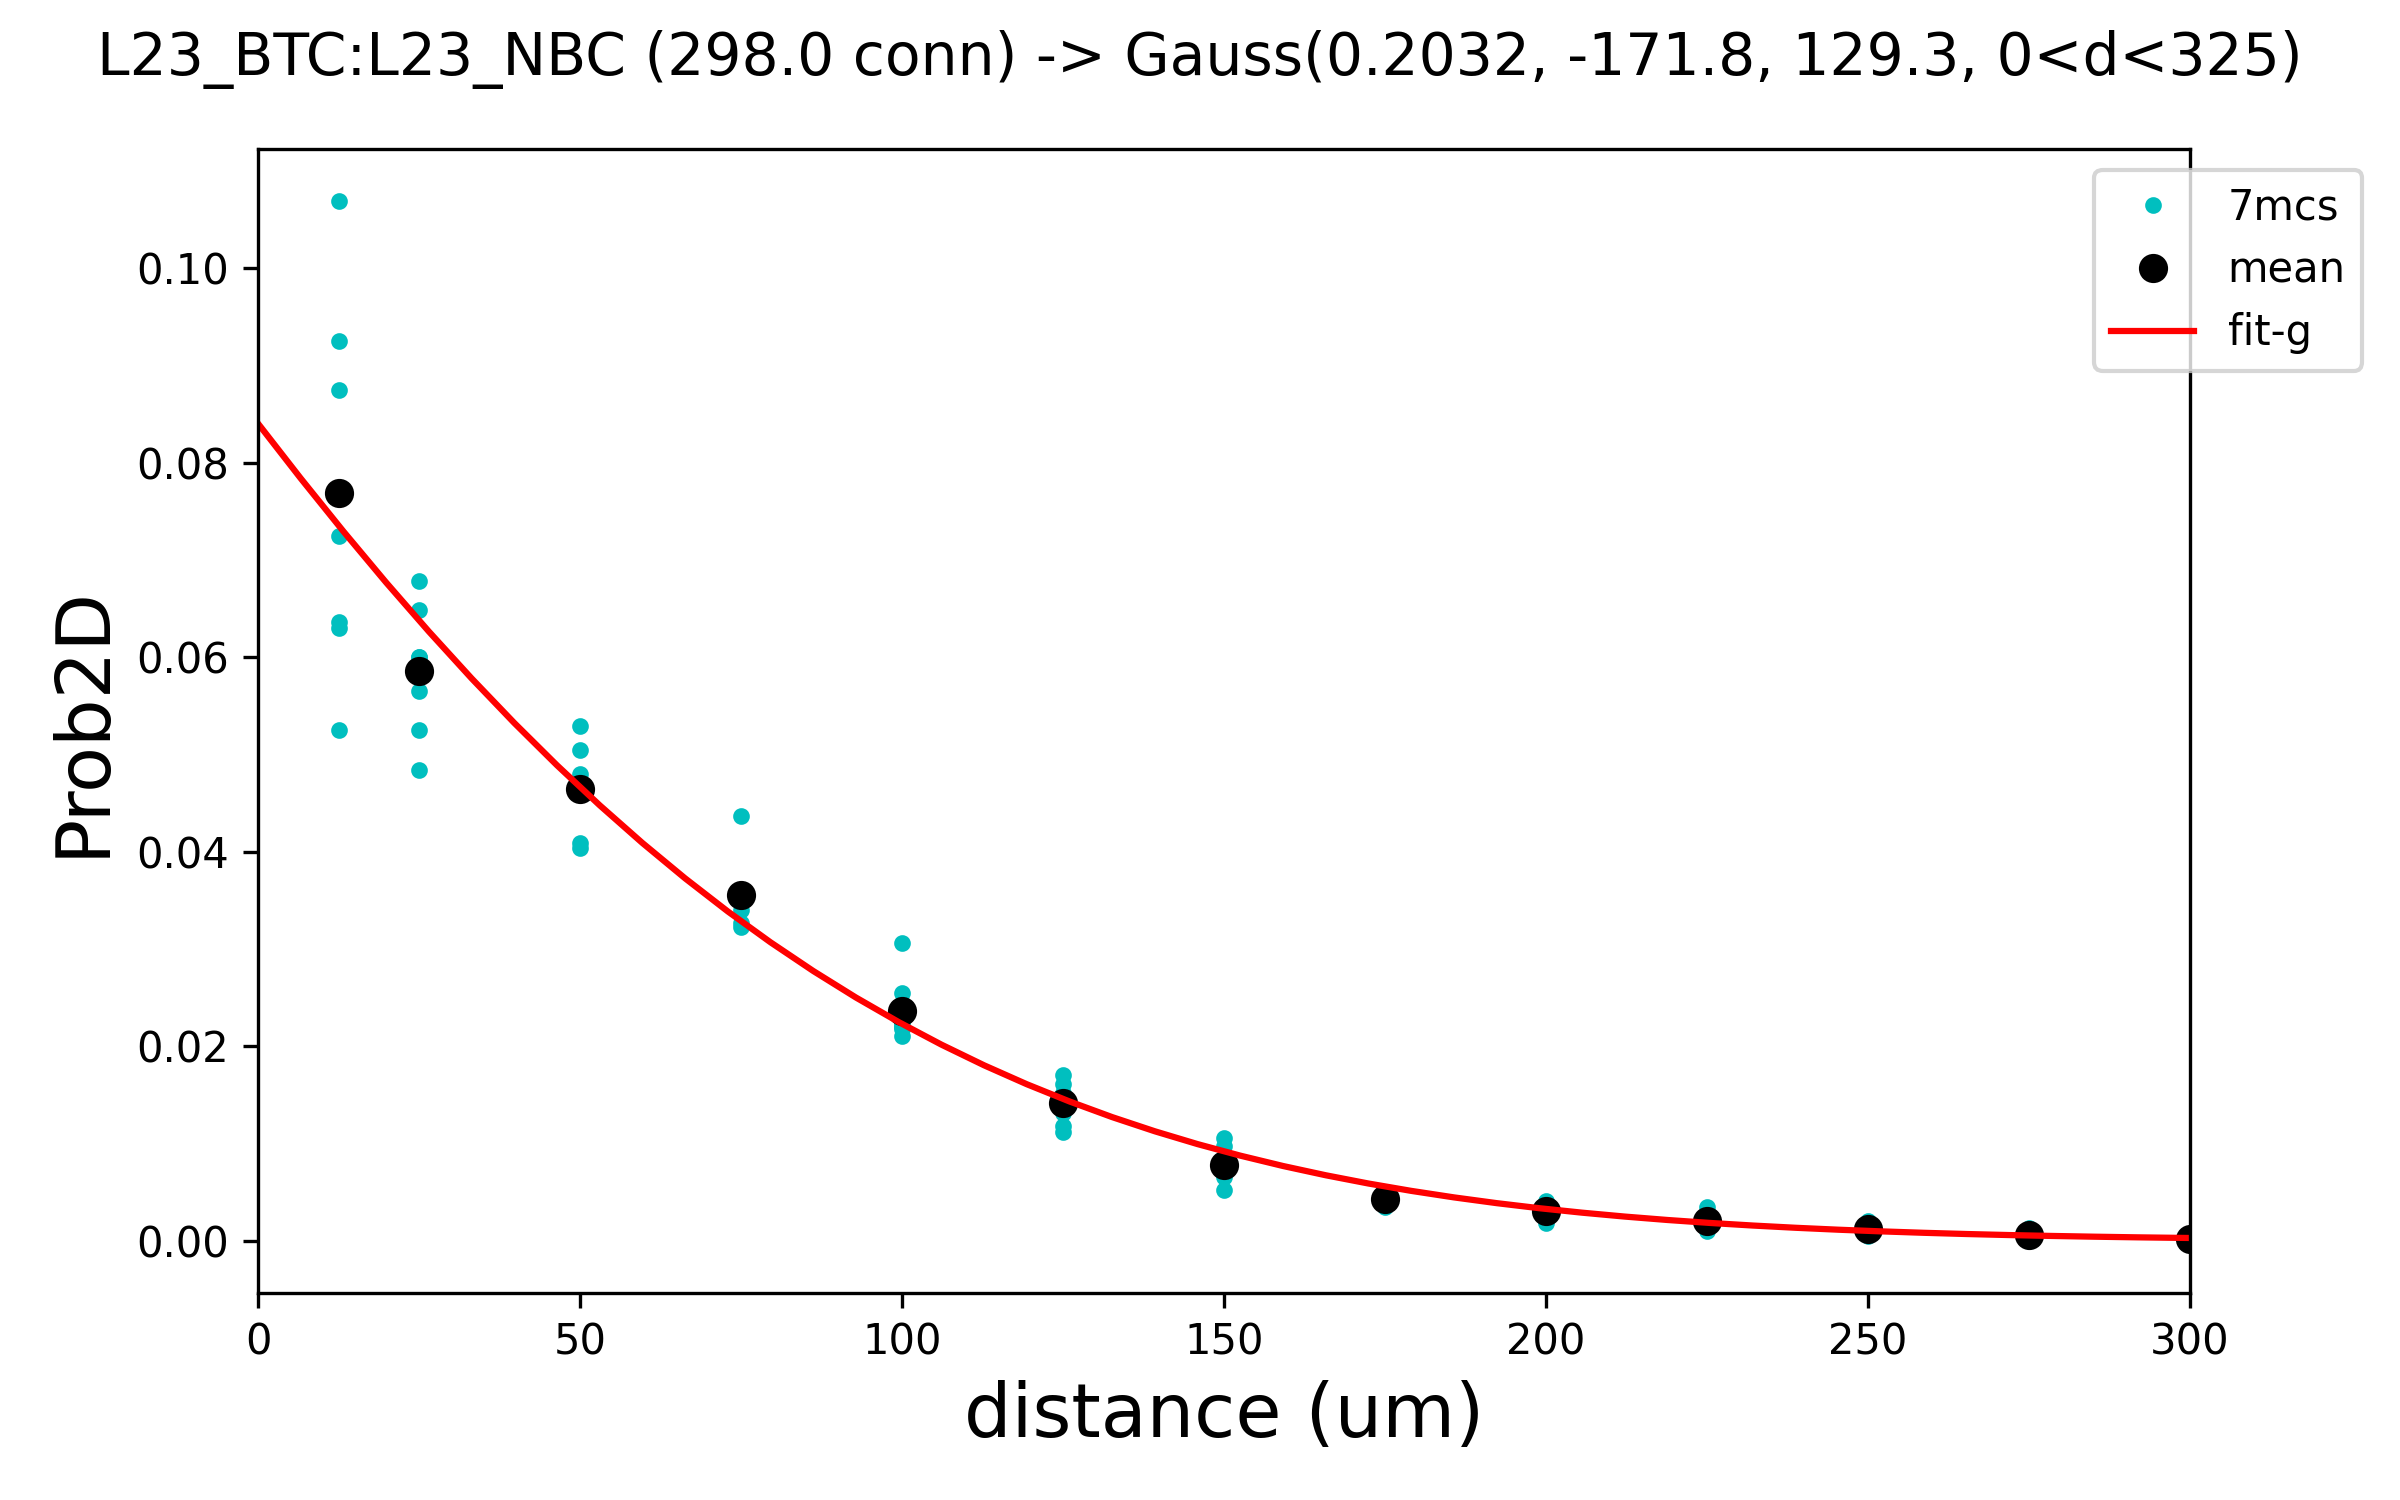 L23_BTC:L23_NBC (298.0 conn) -> Gauss(0.2032, -171.8, 129.3, 0<d<325)
7mcs
mean
fit-g
Prob2D
0.10
0.08
0.06
0.04
0.02
0.00
0 50 100 150 200 250 300
distance (um)